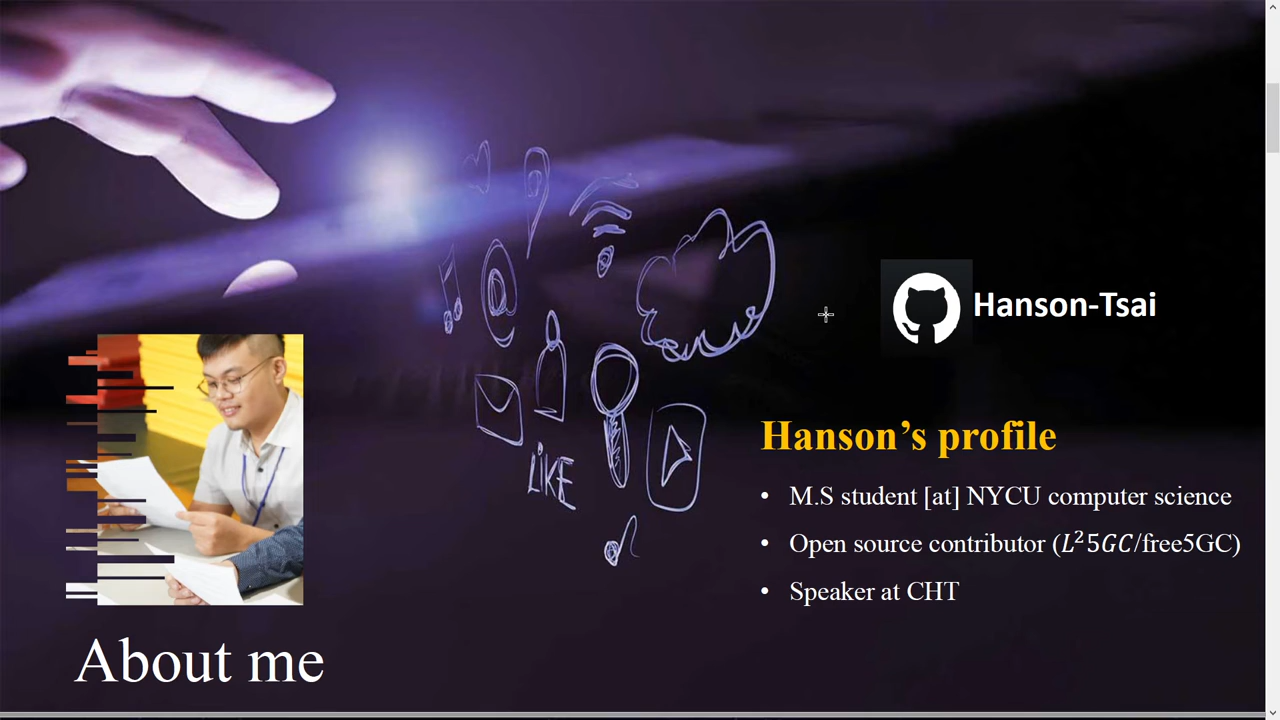 Hanson-Tsai
Hanson’s profile
• M.S student [at] NYCU computer science
• Open source contributor (𝐿²5𝐺𝐶/free5GC)
• Speaker at CHT
@
LIKE
About me